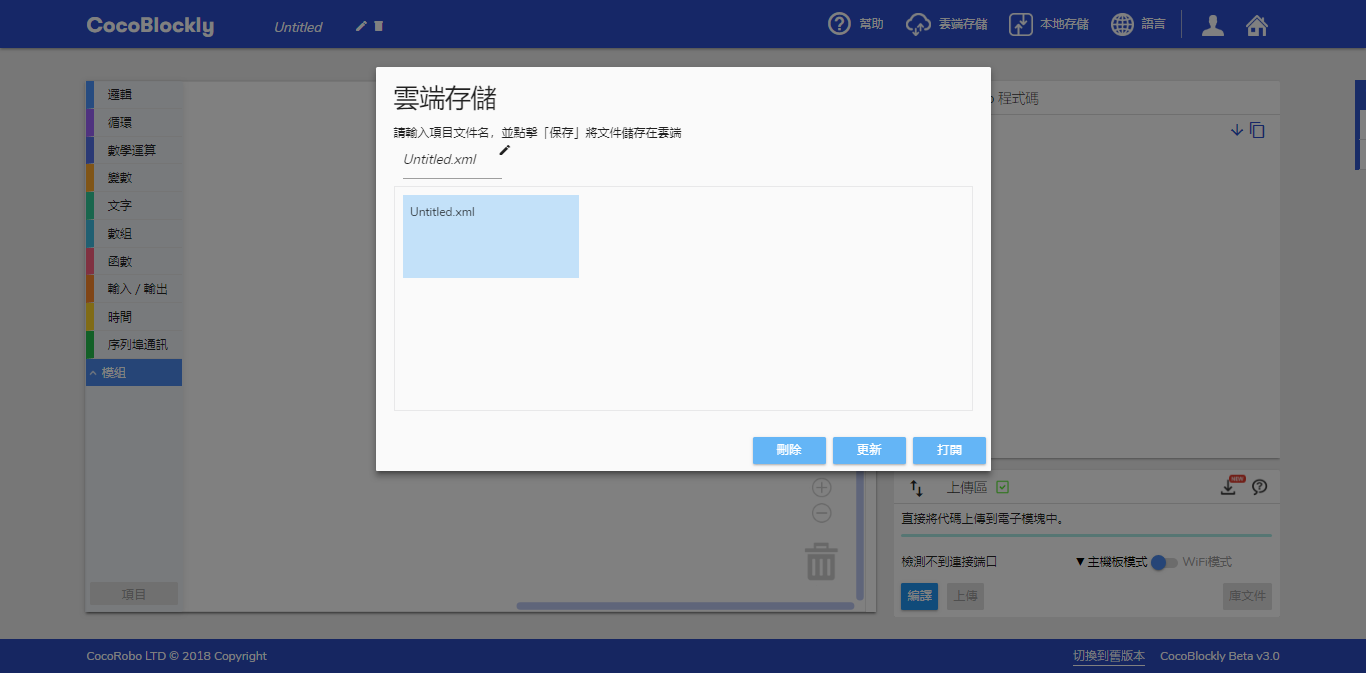 CocoBlockly
Untitled
幫助
雲端存儲
本地存儲
語言
邏輯
循環
數學運算
變數
文字
數組
函數
輸入 / 輸出
時間
序列埠通訊
模組
項目
雲端存儲
請輸入項目文件名，並點擊「保存」將文件儲存在雲端
Untitled.xml
Untitled.xml
刪除
更新
打開
程式碼
上傳區
NEW
直接將代碼上傳到電子模塊中。
檢測不到連接端口
▼主機板模式
WiFi模式
編譯
上傳
庫文件
CocoRobo LTD © 2018 Copyright
切換到舊版本
CocoBlockly Beta v3.0